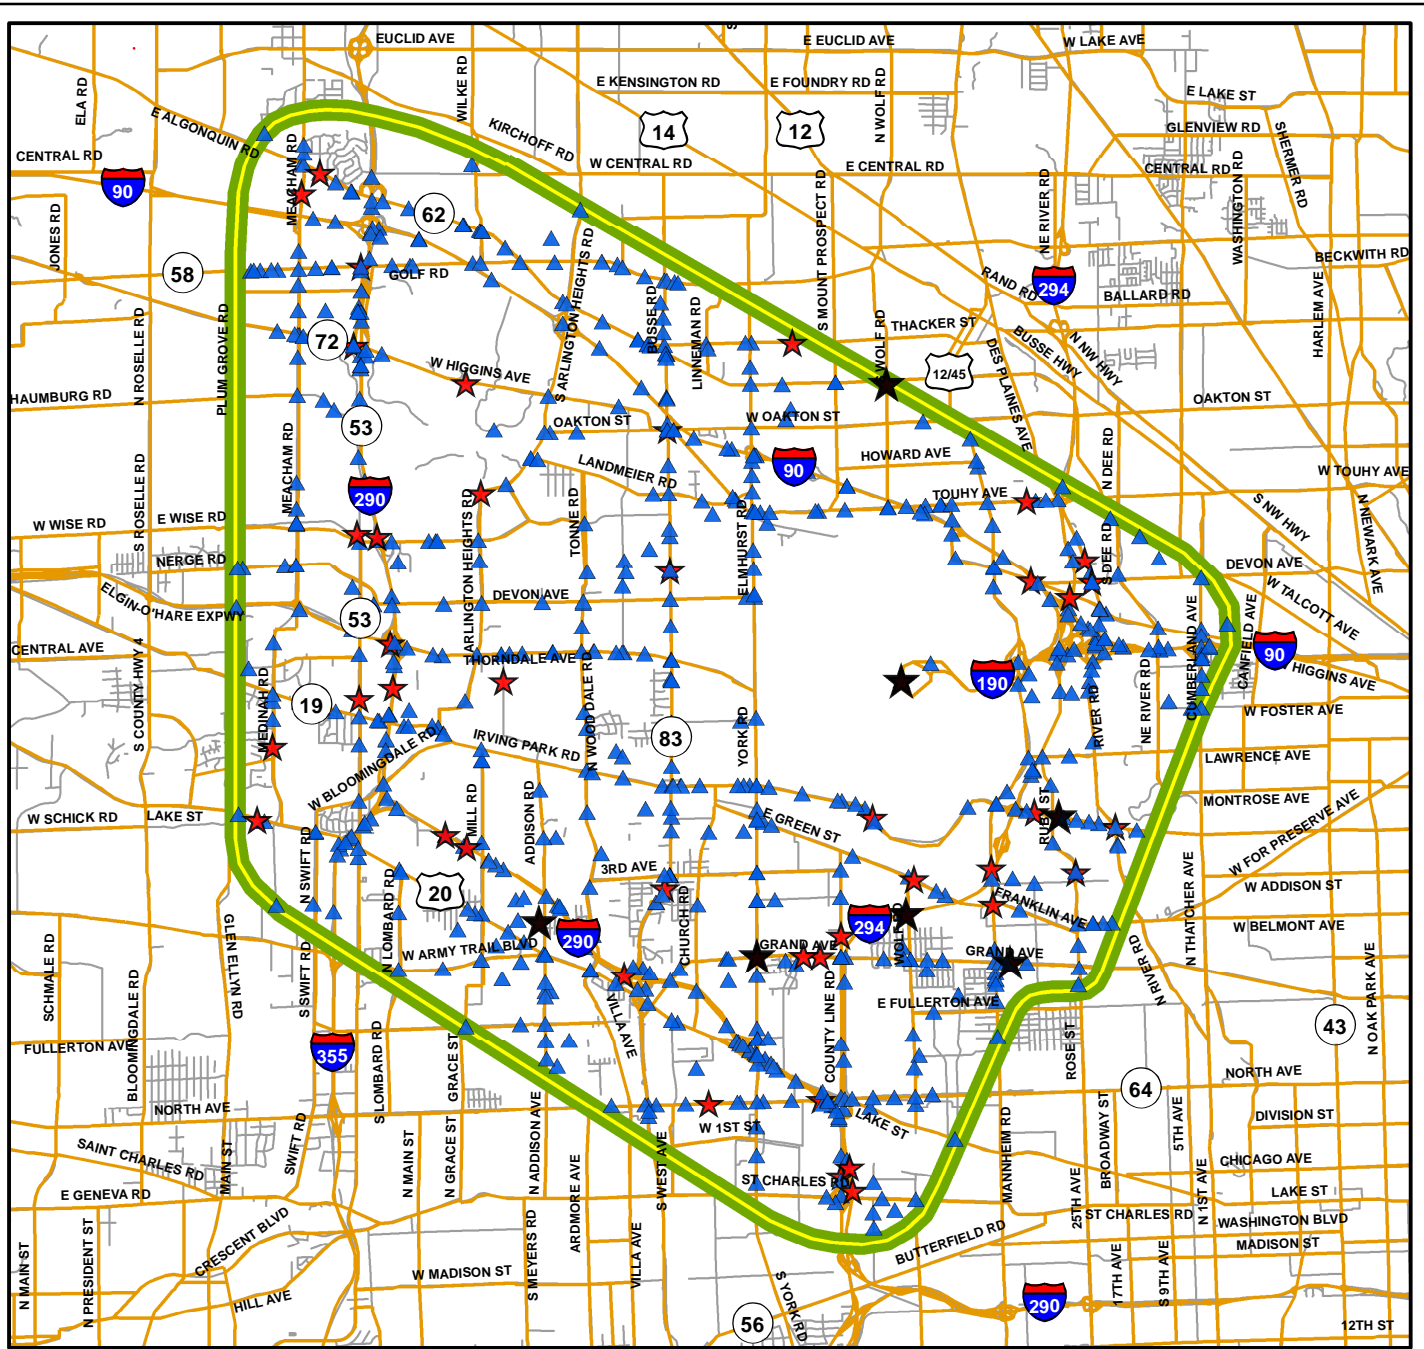 EUCLID AVE
E EUCLID AVE
W LAKE AVE
ELA RD
WILKE RD
E KENSINGTON RD
E FOUNDRY RD
N WOLF RD
E LAKE ST
E ALGONQUIN RD
KIRCHOFF RD
14
12
GLENVIEW RD
SHERMER RD
CENTRAL RD
MEACHAM RD
W CENTRAL RD
E CENTRAL RD
CENTRAL RD
WASHINGTON RD
90
62
S MOUNT PROSPECT RD
NE RIVER RD
JONES RD
58
GOLF RD
S ARLINGTON HEIGHTS RD
BECKWITH RD
RAND RD
294
BALLARD RD
PLUM GROVE RD
N ROSELLE RD
72
BUSSE RD
LINNEMAN RD
THACKER ST
BUSSE HWY
N NW HWY
HARLEM AVE
W HIGGINS AVE
12/45
DES PLAINES AVE
HAUMBURG RD
OAKTON ST
W OAKTON ST
OAKTON ST
53
MEACHAM RD
HOWARD AVE
N DEE RD
LANDMEIER RD
90
W TOUHY AVE
290
S ROSELLE RD
TOUHY AVE
S NW HWY
N NEWARK AVE
W WISE RD
E WISE RD
ARLINGTON HEIGHTS RD
TONNE RD
ELMHURST RD
S DEE RD
NERGE RD
DEVON AVE
DEVON AVE
W TALCOTT AVE
ELGIN-O'HARE EXPWY
53
CENTRAL AVE
THORNDALE AVE
CUMBERLAND AVE
CANFIELD AVE
90
HIGGINS AVE
S COUNTY HWY 4
MEDINAH RD
19
N WOOD DALE RD
190
W FOSTER AVE
83
YORK RD
RIVER RD
NE RIVER RD
IRVING PARK RD
W BLOOMINGDALE RD
LAWRENCE AVE
W SCHICK RD
LAKE ST
MILL RD
ADDISON RD
E GREEN ST
RUBY ST
MONTROSE AVE
W FOR PRESERVE AVE
N SWIFT RD
3RD AVE
N LOMBARD RD
20
CHURCH RD
FRANKLIN AVE
N THATCHER AVE
W ADDISON ST
GLEN ELLYN RD
294
W BELMONT AVE
W ARMY TRAIL BLVD
290
GRAND AVE
GRAND AVE
SCHMALE RD
S SWIFT RD
BLOOMINGDALE RD
VILLA AVE
COUNTY LINE RD
E FULLERTON AVE
N RIVER RD
N OAK PARK AVE
43
FULLERTON AVE
355
S LOMBARD RD
GRACE ST
ROSE ST
NORTH AVE
64
NORTH AVE
DIVISION ST
SWIFT RD
N MAIN ST
N GRACE ST
N ADDISON AVE
W 1ST ST
LAKE ST
MANNHEIM RD
BROADWAY ST
5TH AVE
SAINT CHARLES RD
MAIN ST
S WEST AVE
ST CHARLES RD
CHICAGO AVE
E GENEVA RD
ARDMORE AVE
25TH AVE
N 1ST AVE
LAKE ST
ST CHARLES RD
WASHINGTON BLVD
CRESCENT BLVD
S MEYERS RD
VILLA AVE
BUTTERFIELD RD
MADISON ST
N MAIN ST
N PRESIDENT ST
W MADISON ST
17TH AVE
S 9TH AVE
HILL AVE
S YORK RD
56
290
12TH ST